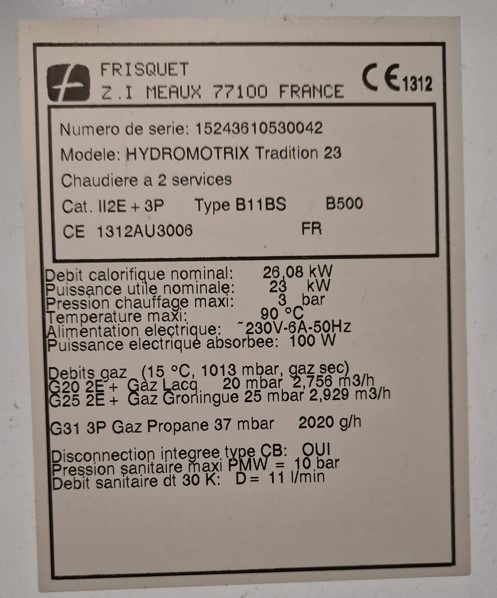 FRISQUET
Z.I MEAUX 77100 FRANCE
CE 1312
Numero de serie: 15243610530042
Modele: HYDROMOTRIX Tradition 23
Chaudiere a 2 services
Cat. II2E + 3P Type B11BS B500
CE 1312AU3006 FR
Debit calorifique nominal: 26,08 kW
Puissance utile nominale: 23 kW
Pression chauffage maxi: 3 bar
Temperature maxi: 90 °C
Alimentation electrique: ~230V-6A-50Hz
Puissance electrique absorbee: 100 W
Debits gaz (15 °C, 1013 mbar, gaz sec)
G20 2E + Gaz Lacq 20 mbar 2,756 m3/h
G25 2E + Gaz Groningue 25 mbar 2,929 m3/h
G31 3P Gaz Propane 37 mbar 2020 g/h
Disconnection integree type CB: OUI
Pression sanitaire maxi PMW = 10 bar
Debit sanitaire dt 30 K: D= 11 l/min